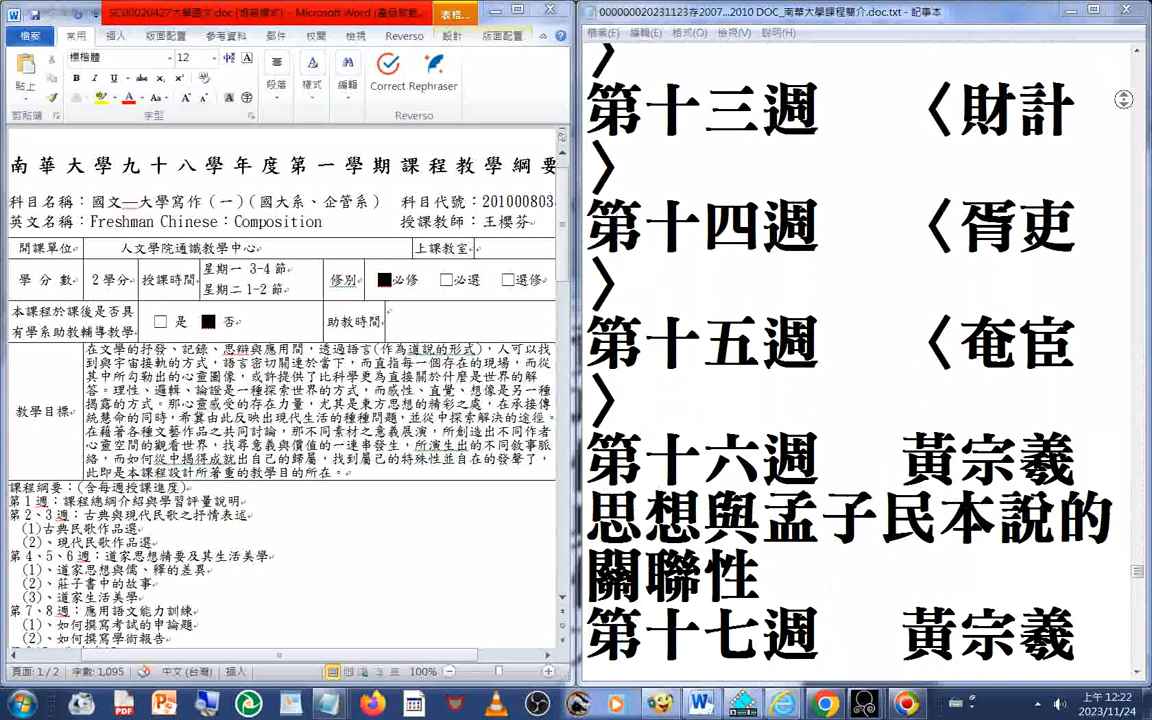 SC00020427大學國文.doc (相容模式) - Microsoft Word (產品啟動...
表格...
檔案 常用 插入 版面配置 參考資料 郵件 校閱 檢視 Reverso 設計 版面配置
楷體 12
貼上 段落 樣式 編輯 Correct Rephraser
剪貼簿 字型 Reverso
南華大學九十八學年度第一學期課程教學綱要
科目名稱：國文—大學寫作(一)(國大系、企管系) 科目代號：201000803
英文名稱：Freshman Chinese：Composition 授課教師：王櫻芬
開課單位 人文學院通識教學中心 上課教室
學 分 數 2學分 授課時間 星期一 3-4節 修別 ■必修 □必選 □選修
星期二1-2節
本課程於課後是否具 □ 是 ■ 否 助教時間
有學系助教輔導教學
教學目標
在文學的抒發、記錄、思辯與應用間，透過語言(作為道說的形式)，人可以找
到與宇宙接軌的方式，語言密切關連於當下，而直指每一個存在的現場，而從
其中所勾勒出的心靈圖像，或許提供了比科學更為直接關於什麼是世界的解
答。理性、邏輯、論證是一種探索世界的方式，而感性、直覺、想像是另一種
揭露的方式。那心靈感受的存在力量，尤其是東方思想的精彩之處，在承接傳
統慧命的同時，希冀由此反映出現代生活的種種問題，並從中探索解決的途徑。
在藉著各種文藝作品之共同討論，那不同素材之意義展演，所創造出不同作者
心靈空間的觀看世界，找尋意義與價值的一連串發生，所演生出的不同敘事脈
絡，而如何從中揭得成就出自己的歸屬，找到屬己的特殊性並自在的發聲了，
此即是本課程設計所著重的教學目的所在。
課程綱要：(含每週授課進度)
第1週：課程總綱介紹與學習評量說明
第2、3週：古典與現代民歌之抒情表述
(1)古典民歌作品選
(2)、現代民歌作品選
第4、5、6週：道家思想精要及其生活美學
(1)、道家思想與儒、釋的差異
(2)、莊子書中的故事
(3)、道家生活美學
第7、8週：應用語文能力訓練
(1)、如何撰寫考試的申論題
(2)、如何撰寫學術報告
頁面: 1/2 字數: 1,095 中文(台灣) 插入 100%
000000020231123存2007...2010 DOC_南華大學課程簡介.doc.txt - 記事本
檔案(F) 編輯(E) 格式(O) 檢視(V) 說明(H)
〉
第十三週 〈財計
〉
第十四週 〈胥吏
〉
第十五週 〈奄宦
〉
第十六週 黃宗羲
思想與孟子民本說的
關聯性
第十七週 黃宗羲
上午 12:22
2023/11/24